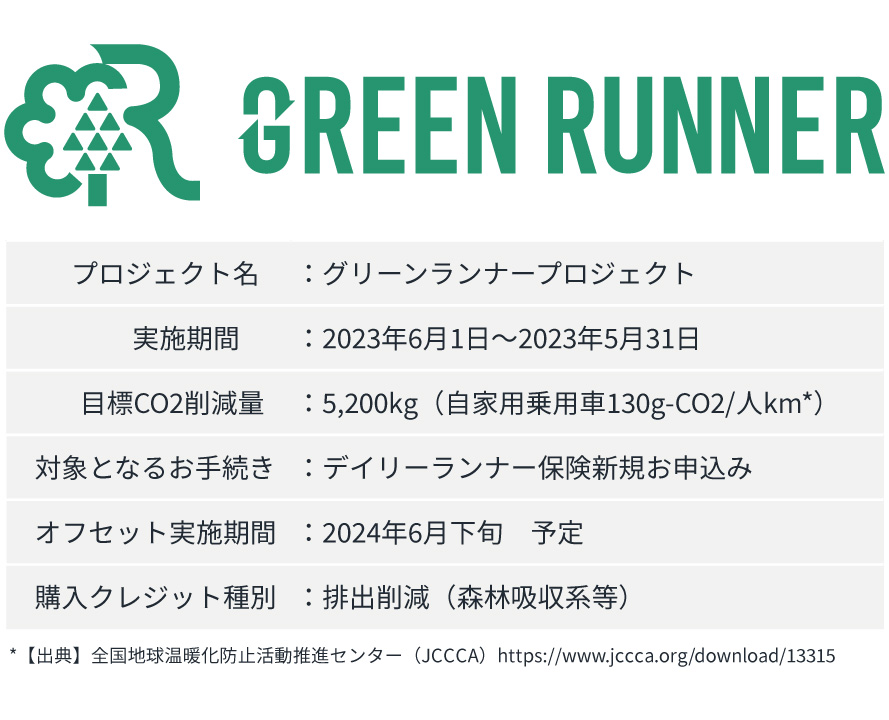 GREEN RUNNER
プロジェクト名 ：グリーンランナープロジェクト
実施期間 ：2023年6月1日〜2023年5月31日
目標CO2削減量 ：5,200kg（自家用乗用車130g-CO2/人km*）
対象となるお手続き ：デイリーランナー保険新規お申込み
オフセット実施期間 ：2024年6月下旬　予定
購入クレジット種別 ：排出削減（森林吸収系等）
*【出典】全国地球温暖化防止活動推進センター（JCCCA）https://www.jccca.org/download/13315